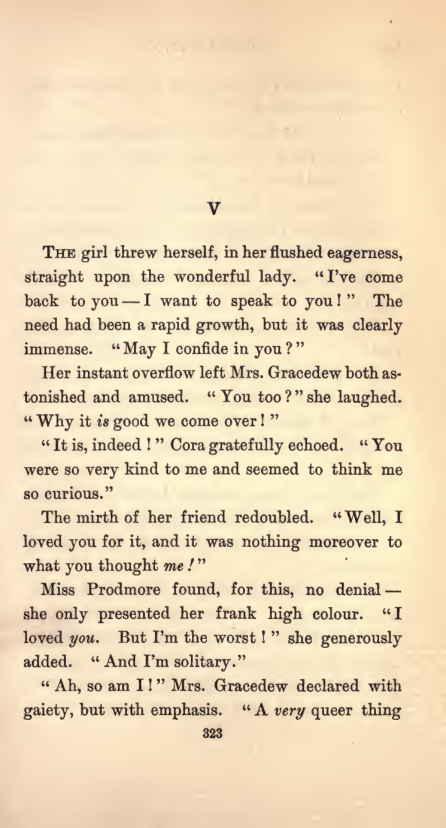 V
THE girl threw herself, in her flushed eagerness,
straight upon the wonderful lady. “I've come
back to you—I want to speak to you!” The
need had been a rapid growth, but it was clearly
immense. “May I confide in you?”
Her instant overflow left Mrs. Gracedew both as-
tonished and amused. “You too?” she laughed.
“Why it is good we come over!”
“It is, indeed!” Cora gratefully echoed. “You
were so very kind to me and seemed to think me
so curious.”
The mirth of her friend redoubled. “Well, I
loved you for it, and it was nothing moreover to
what you thought me!”
Miss Prodmore found, for this, no denial—
she only presented her frank high colour. “I
loved you. But I'm the worst!” she generously
added. “And I'm solitary.”
“Ah, so am I!” Mrs. Gracedew declared with
gaiety, but with emphasis. “A very queer thing
323